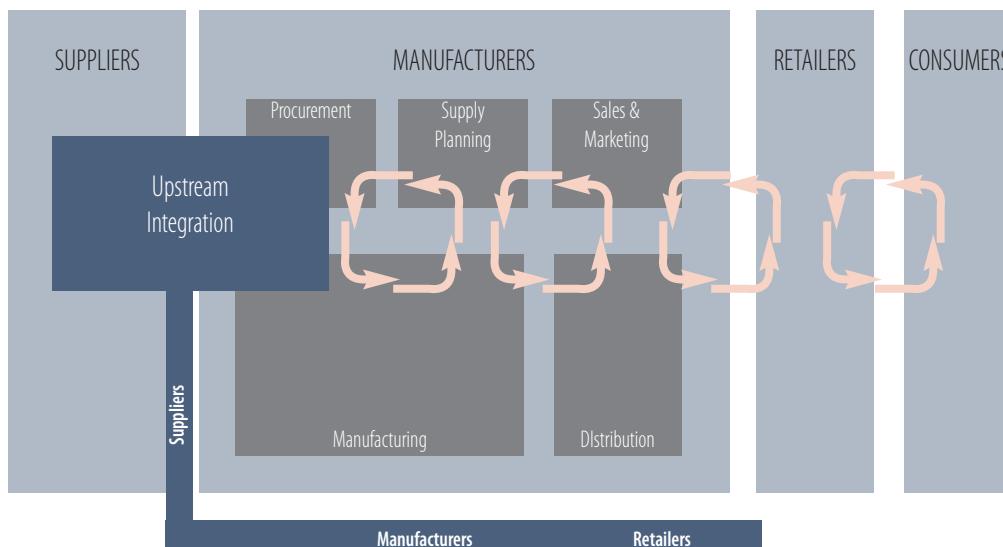 SUPPLIERS
MANUFACTURERS
RETAILERS
CONSUMERS
Procurement
Supply
Planning
Sales &
Marketing
Upstream
Integration
Manufacturing
DIstribution
Suppliers
Manufacturers
Retailers